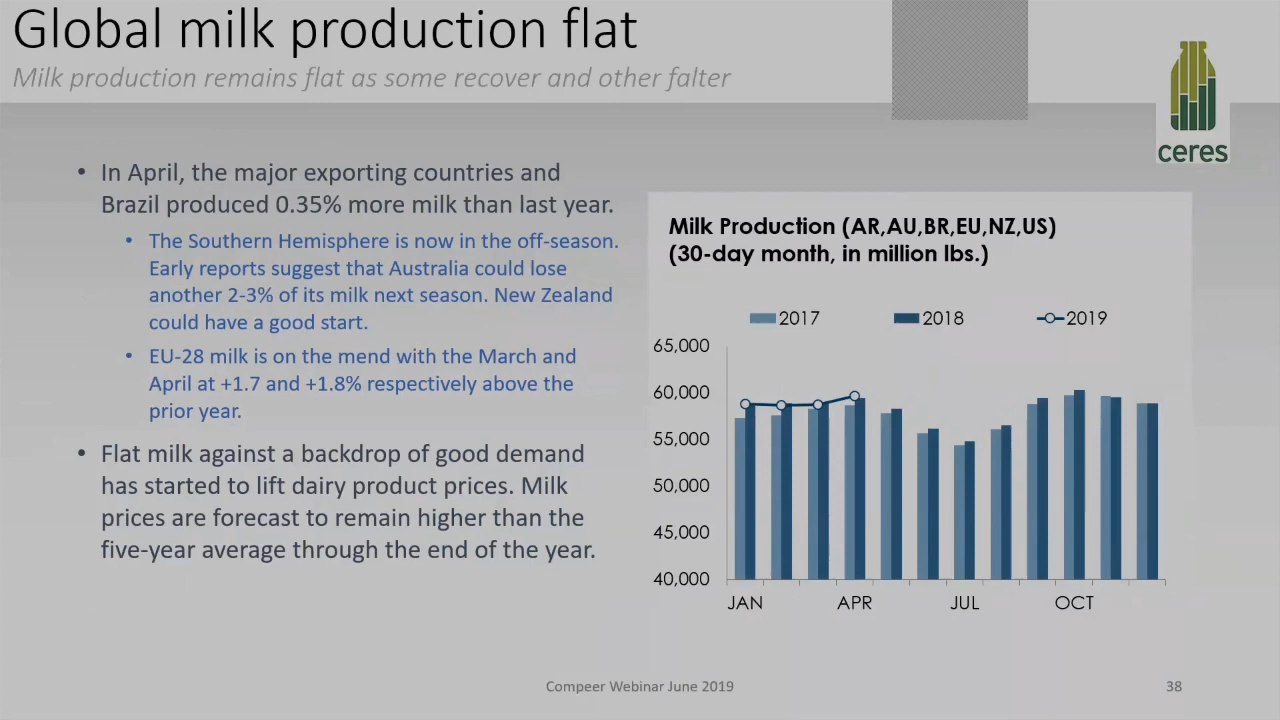 Global milk production flat
Milk production remains flat as some recover and other falter
ceres
• In April, the major exporting countries and
Brazil produced 0.35% more milk than last year.
• The Southern Hemisphere is now in the off-season.
Early reports suggest that Australia could lose
another 2-3% of its milk next season. New Zealand
could have a good start.
• EU-28 milk is on the mend with the March and
April at +1.7 and +1.8% respectively above the
prior year.
• Flat milk against a backdrop of good demand
has started to lift dairy product prices. Milk
prices are forecast to remain higher than the
five-year average through the end of the year.
Milk Production (AR,AU,BR,EU,NZ,US)
(30-day month, in million lbs.)
2017 2018 2019
65,000
60,000
55,000
50,000
45,000
40,000
JAN APR JUL OCT
Compeer Webinar June 2019
38